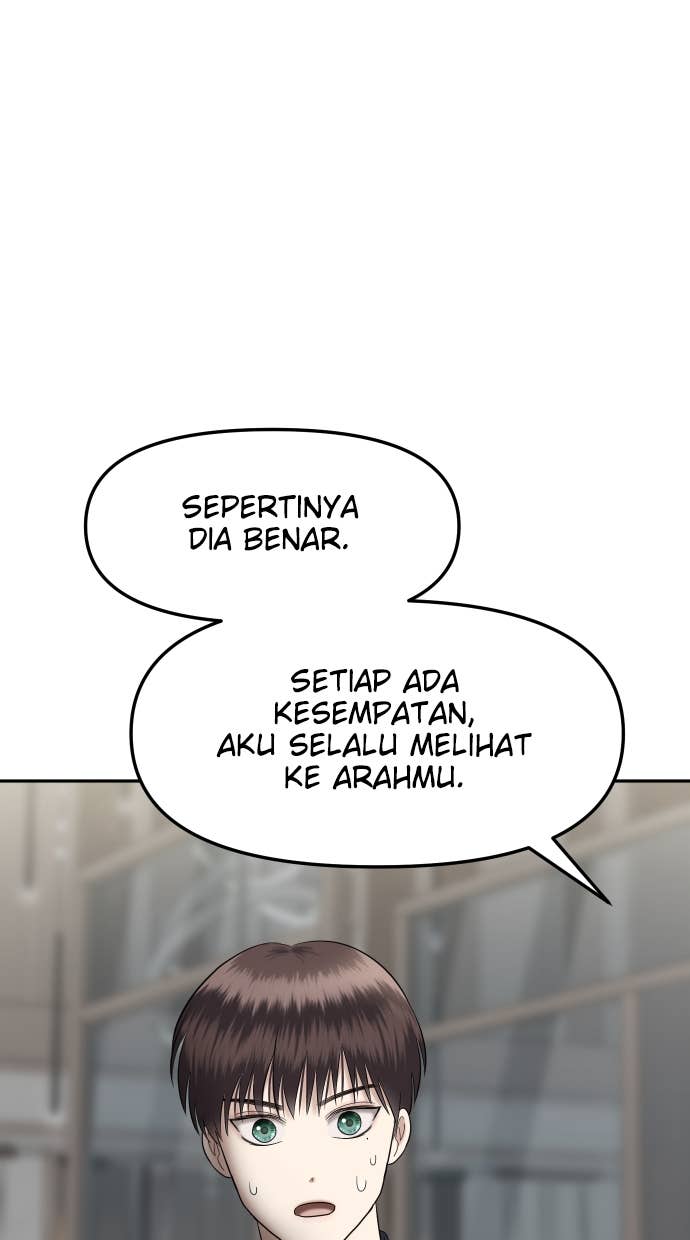 SEPERTINYA
DIA BENAR.
SETIAP ADA
KESEMPATAN,
AKU SELALU MELIHAT
KE ARAHMU.